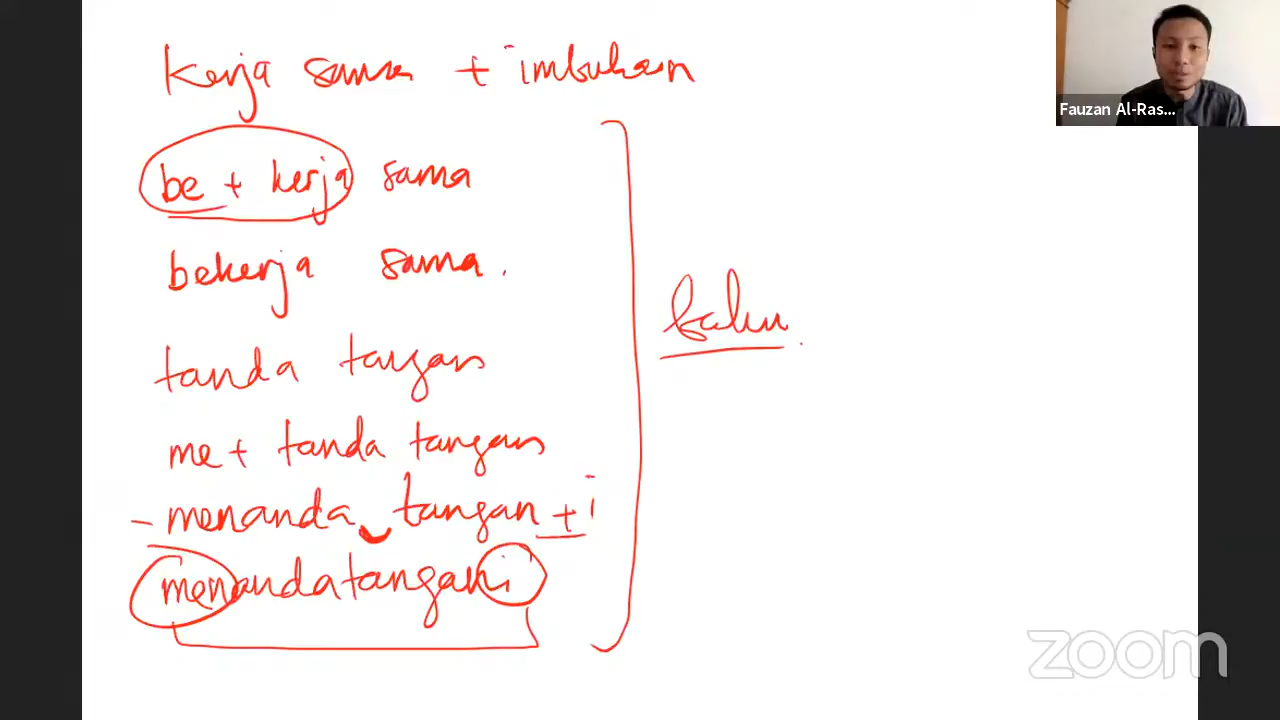 kerja sama + imbuhan
Fauzan Al-Ras...
be + kerja sama
bekerja sama.
baku
tanda tangan
me + tanda tangan
- menanda tangan + i
menandatangani
zoom